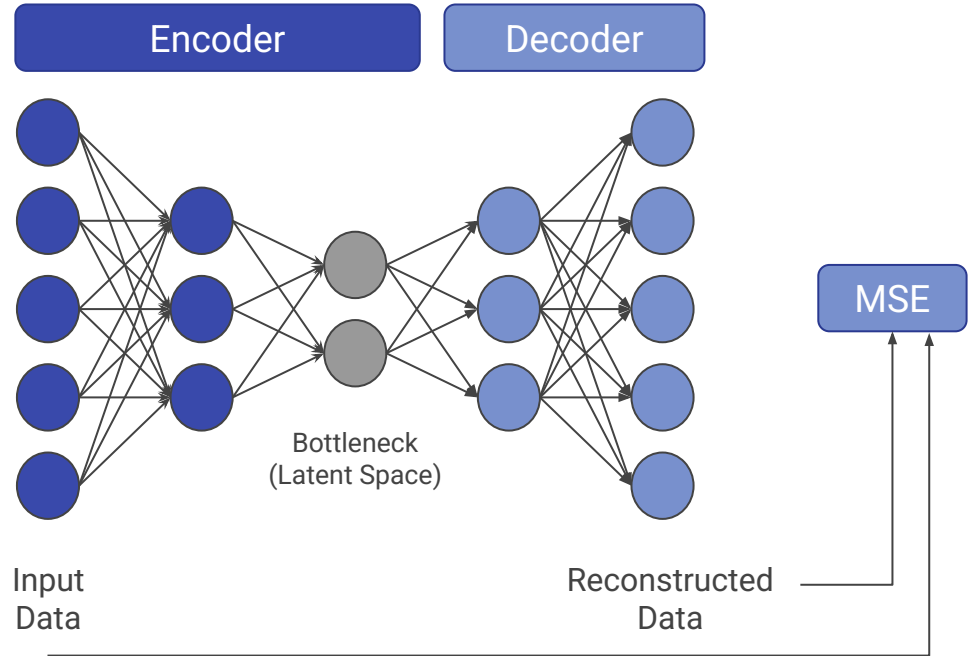 Encoder
Decoder
MSE
Bottleneck
(Latent Space)
Input
Data
Reconstructed
Data